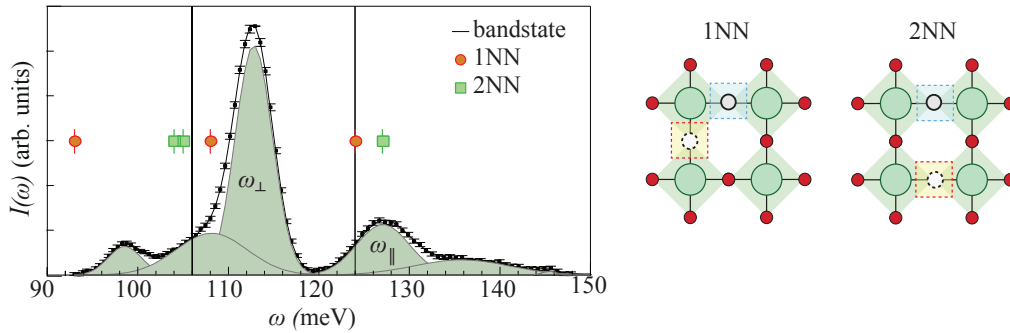 I(ω) (arb. units)
bandstate
1NN
2NN
ω⊥
ω∥
90 100 110 120 130 140 150
ω (meV)
1NN 2NN